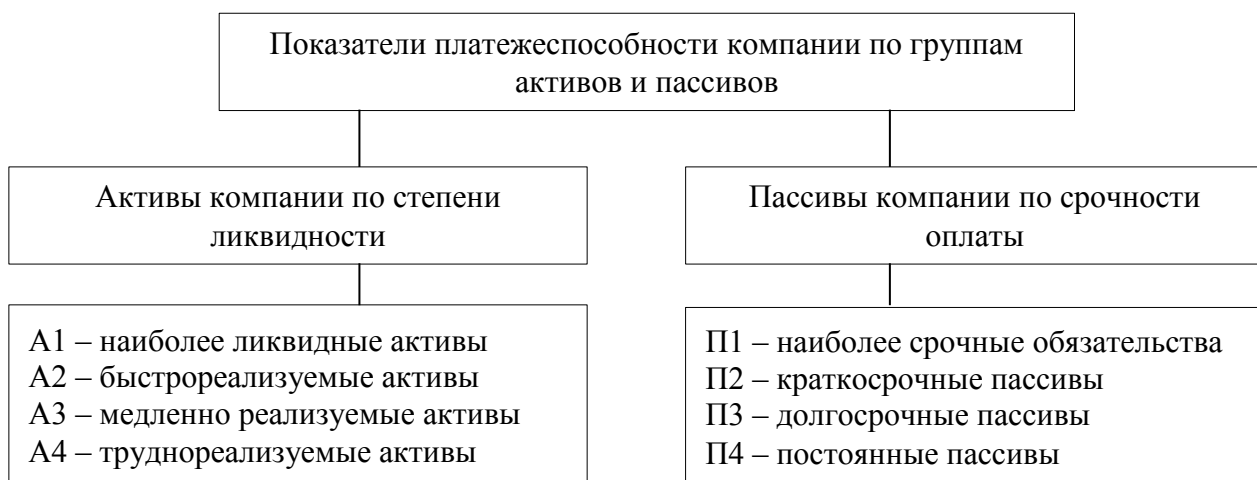 Показатели платежеспособности компании по группам
активов и пассивов
Активы компании по степени
ликвидности
Пассивы компании по срочности
оплаты
А1 – наиболее ликвидные активы
А2 – быстрореализуемые активы
А3 – медленно реализуемые активы
А4 – труднореализуемые активы
П1 – наиболее срочные обязательства
П2 – краткосрочные пассивы
П3 – долгосрочные пассивы
П4 – постоянные пассивы